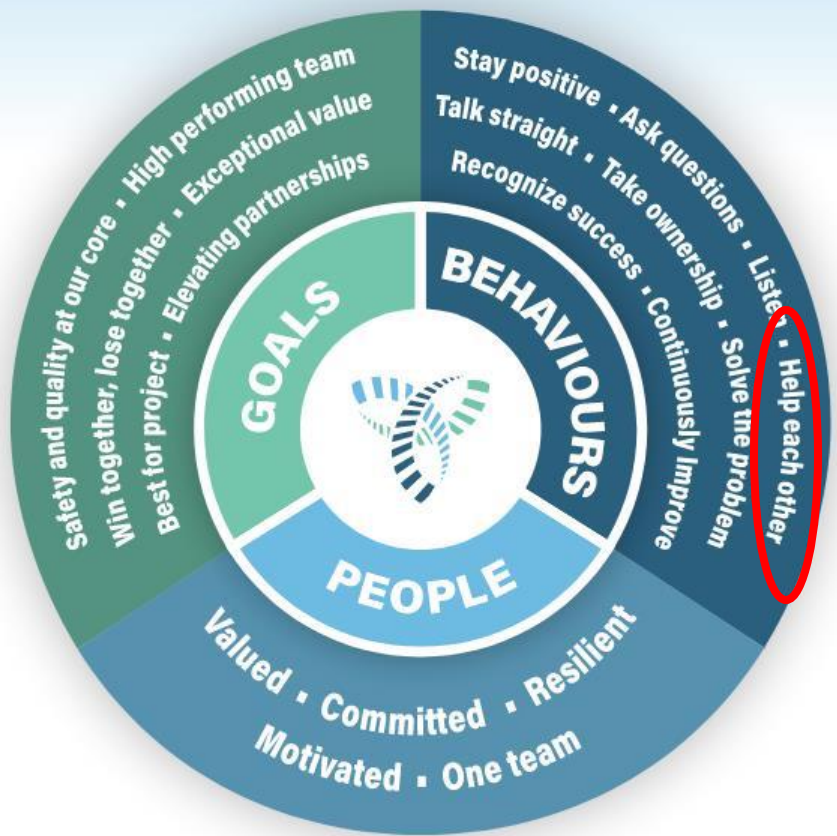 GOALS
Safety and quality at our core • High performing team
Win together, lose together • Exceptional value
Best for project • Elevating partnerships
BEHAVIOURS
Stay positive • Ask questions • Listen • Help each other
Talk straight • Take ownership • Solve the problem
Recognize success • Continuously Improve
PEOPLE
Valued • Committed • Resilient
Motivated • One team